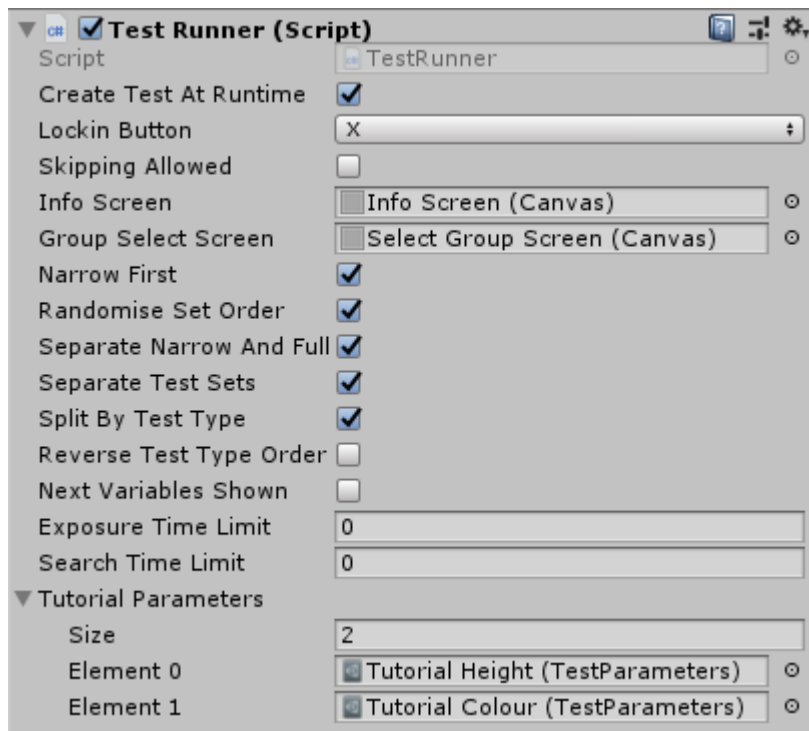 Test Runner (Script)
Script TestRunner
Create Test At Runtime
Lockin Button X
Skipping Allowed
Info Screen Info Screen (Canvas)
Group Select Screen Select Group Screen (Canvas)
Narrow First
Randomise Set Order
Separate Narrow And Full
Separate Test Sets
Split By Test Type
Reverse Test Type Order
Next Variables Shown
Exposure Time Limit 0
Search Time Limit 0
Tutorial Parameters
Size 2
Element 0 Tutorial Height (TestParameters)
Element 1 Tutorial Colour (TestParameters)